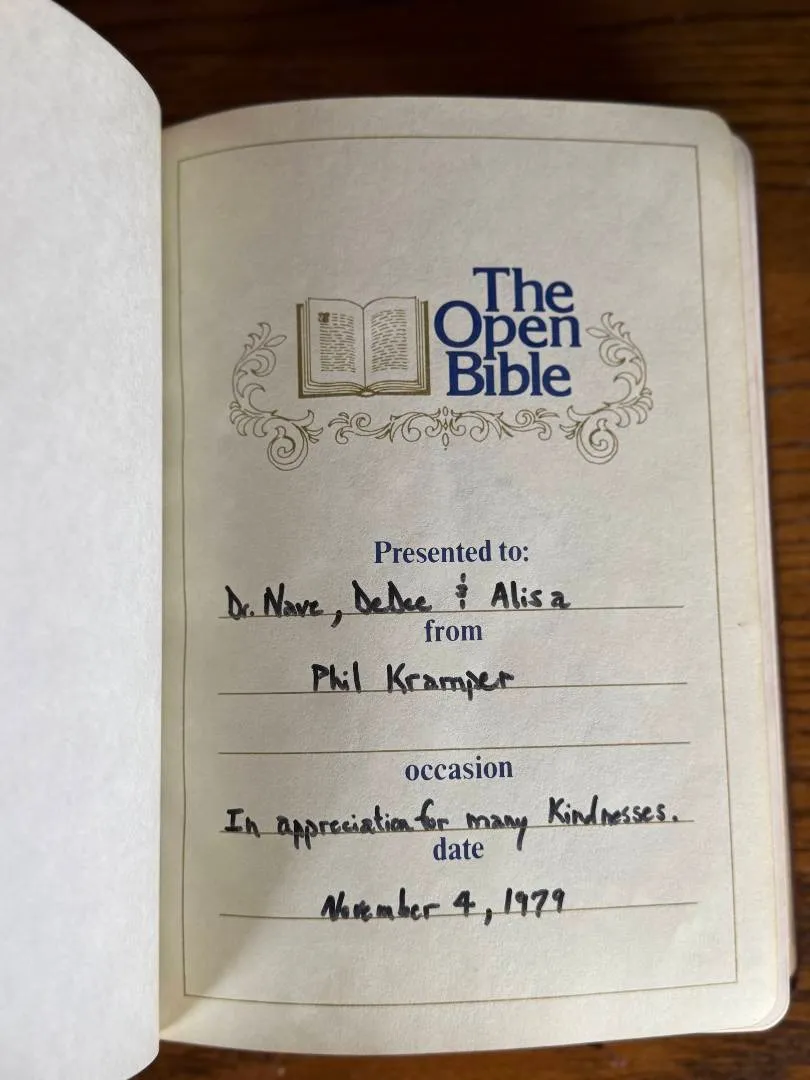 The
Open
Bible
Presented to:
Dr. Nave, DeDee & Alisa
from
Phil Kramper
occasion
In appreciation for many Kindnesses.
date
November 4, 1979